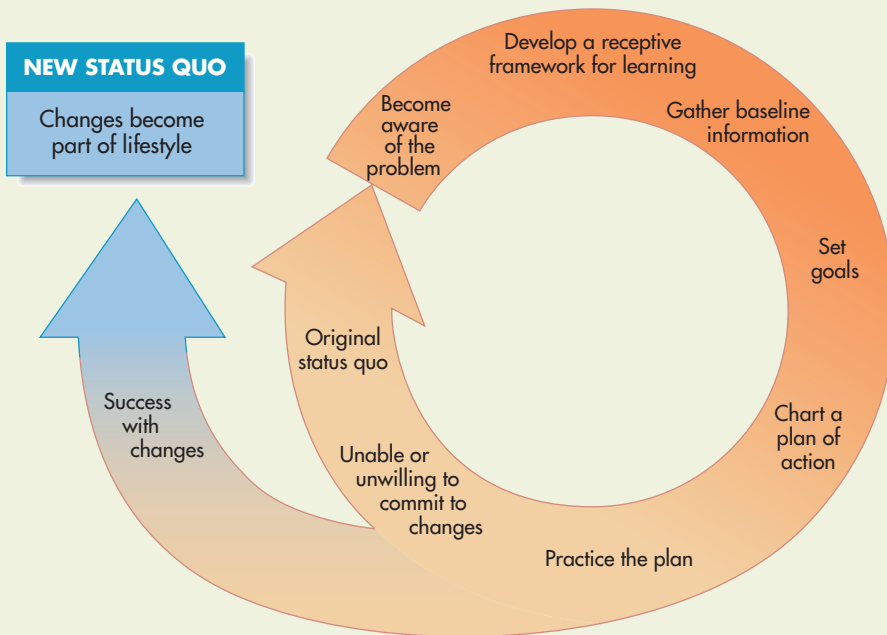 NEW STATUS QUO
Changes become
part of lifestyle
Become
aware
of the
problem
Develop a receptive
framework for learning
Gather baseline
information
Set
goals
Chart a
plan of
action
Practice the plan
Unable or
unwilling to
commit to
changes
Original
status quo
Success
with
changes